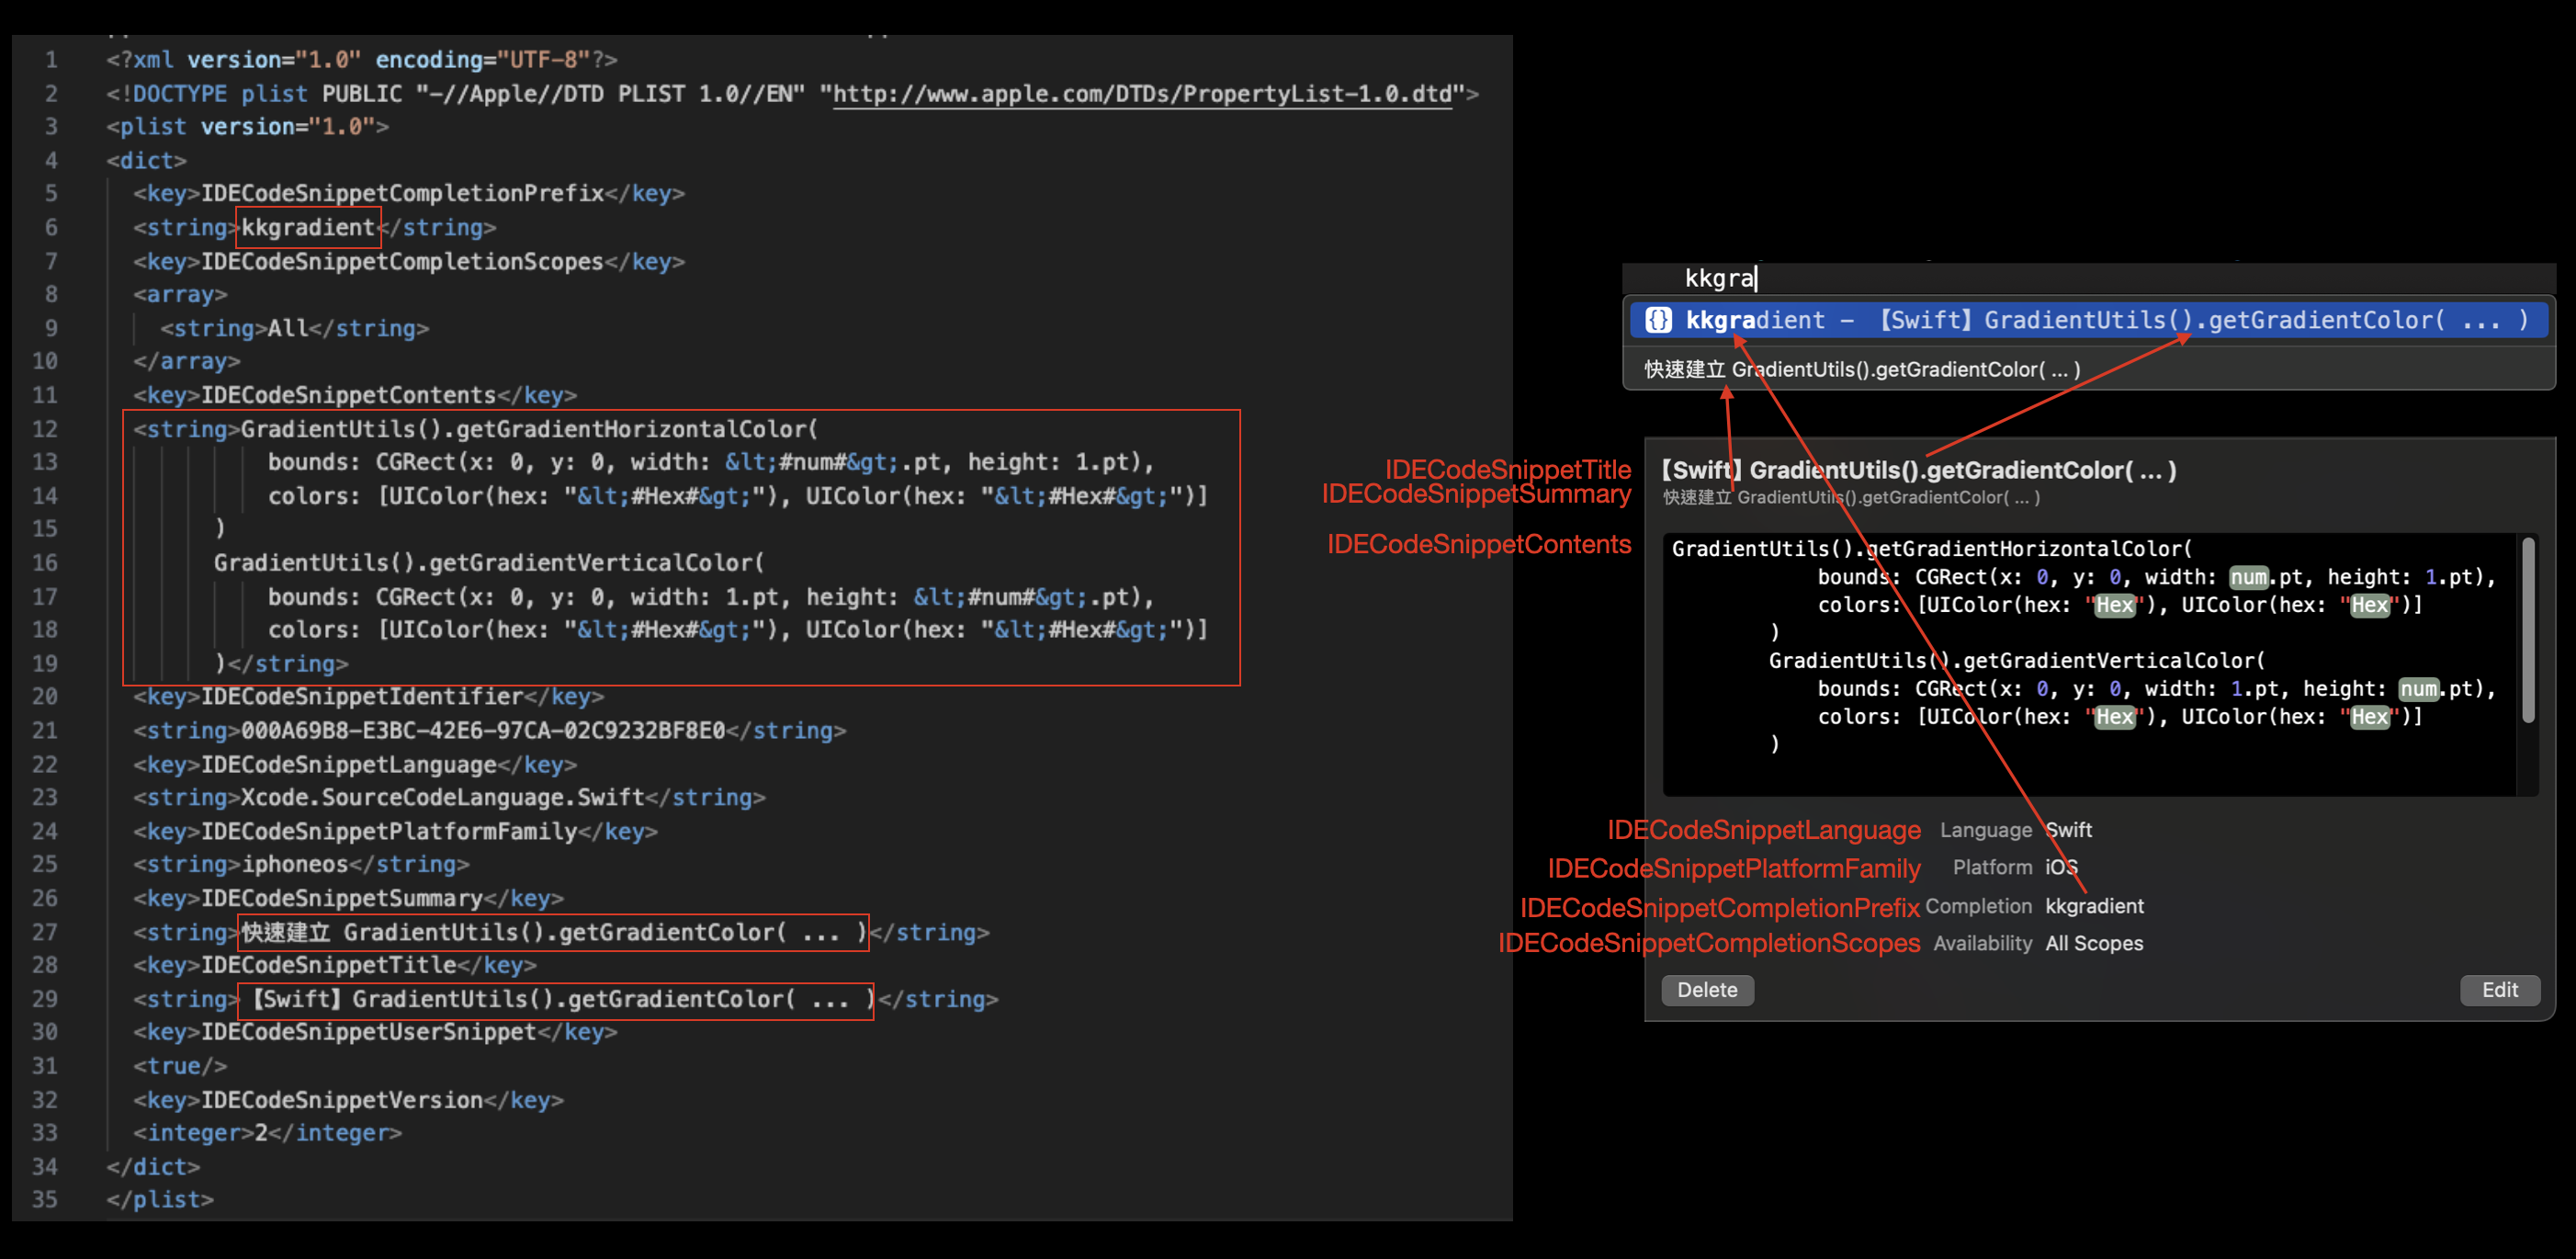 1 <?xml version="1.0" encoding="UTF-8"?>
2 <!DOCTYPE plist PUBLIC "-//Apple//DTD PLIST 1.0//EN" "http://www.apple.com/DTDs/PropertyList-1.0.dtd">
3 <plist version="1.0">
4 <dict>
5 <key>IDECodeSnippetCompletionPrefix</key>
6 <string>kkgradient</string>
7 <key>IDECodeSnippetCompletionScopes</key>
8 <array>
9 <string>All</string>
10 </array>
11 <key>IDECodeSnippetContents</key>
12 <string>GradientUtils().getGradientHorizontalColor(
13 bounds: CGRect(x: 0, y: 0, width: &lt;#num#&gt;.pt, height: 1.pt),
14 colors: [UIColor(hex: "&lt;#Hex#&gt;"), UIColor(hex: "&lt;#Hex#&gt;")]
15 )
16 GradientUtils().getGradientVerticalColor(
17 bounds: CGRect(x: 0, y: 0, width: 1.pt, height: &lt;#num#&gt;.pt),
18 colors: [UIColor(hex: "&lt;#Hex#&gt;"), UIColor(hex: "&lt;#Hex#&gt;")]
19 )</string>
20 <key>IDECodeSnippetIdentifier</key>
21 <string>000A69B8-E3BC-42E6-97CA-02C9232BF8E0</string>
22 <key>IDECodeSnippetLanguage</key>
23 <string>Xcode.SourceCodeLanguage.Swift</string>
24 <key>IDECodeSnippetPlatformFamily</key>
25 <string>iphoneos</string>
26 <key>IDECodeSnippetSummary</key>
27 <string>快速建立 GradientUtils().getGradientColor( ... )</string>
28 <key>IDECodeSnippetTitle</key>
29 <string>【Swift】GradientUtils().getGradientColor( ... )</string>
30 <key>IDECodeSnippetUserSnippet</key>
31 <true/>
32 <key>IDECodeSnippetVersion</key>
33 <integer>2</integer>
34 </dict>
35 </plist>
kkgra
{} kkgradient – 【Swift】GradientUtils().getGradientColor( ... )
快速建立 GradientUtils().getGradientColor( ... )
IDECodeSnippetTitle 【Swift】GradientUtils().getGradientColor( ... )
IDECodeSnippetSummary 快速建立 GradientUtils().getGradientColor( ... )
IDECodeSnippetContents
GradientUtils().getGradientHorizontalColor(
bounds: CGRect(x: 0, y: 0, width: num.pt, height: 1.pt),
colors: [UIColor(hex: "Hex"), UIColor(hex: "Hex")]
)
GradientUtils().getGradientVerticalColor(
bounds: CGRect(x: 0, y: 0, width: 1.pt, height: num.pt),
colors: [UIColor(hex: "Hex"), UIColor(hex: "Hex")]
)
IDECodeSnippetLanguage Language Swift
IDECodeSnippetPlatformFamily Platform iOS
IDECodeSnippetCompletionPrefix Completion kkgradient
IDECodeSnippetCompletionScopes Availability All Scopes
Delete Edit